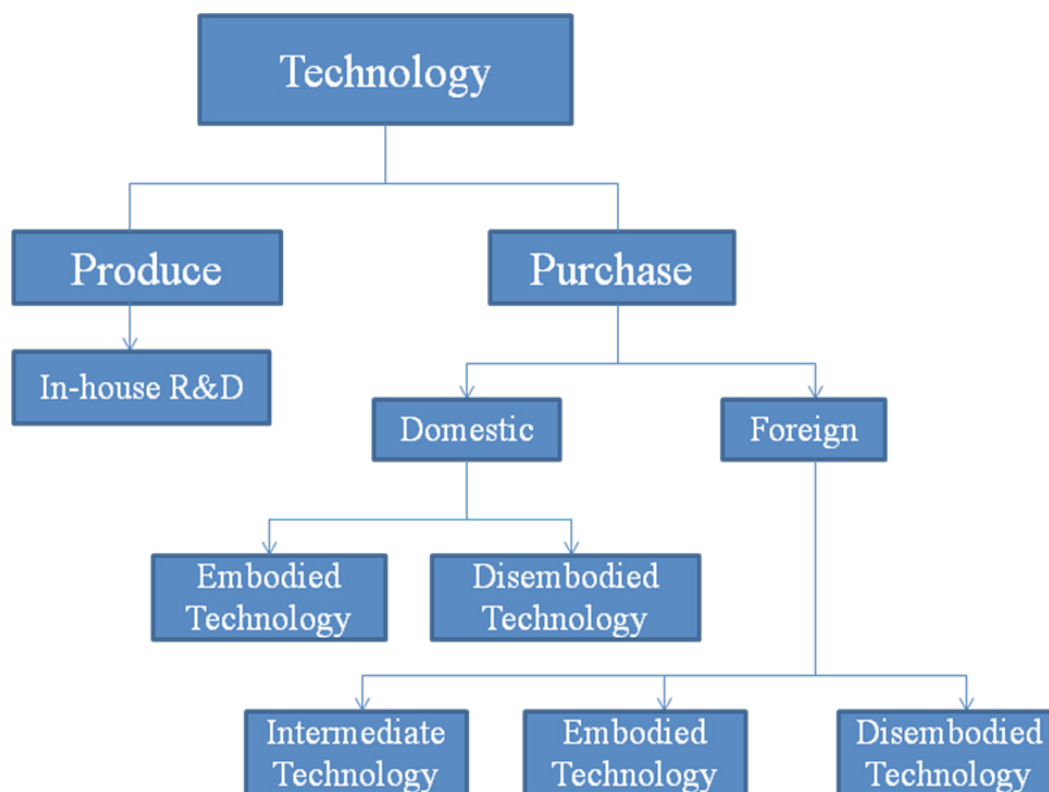 Technology
Produce
Purchase
In-house R&D
Domestic
Foreign
Embodied
Technology
Disembodied
Technology
Intermediate
Technology
Embodied
Technology
Disembodied
Technology